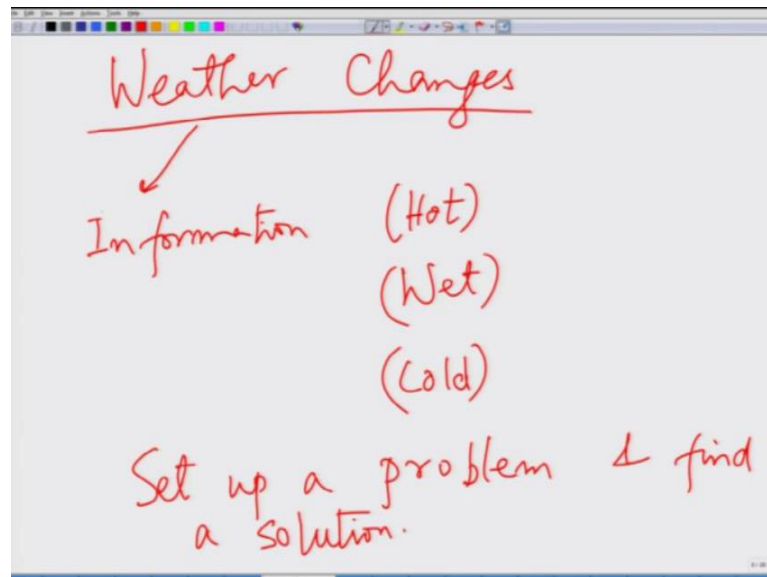 Weather Changes
Information (Hot)
(Wet)
(Cold)
Set up a problem & find
a solution.